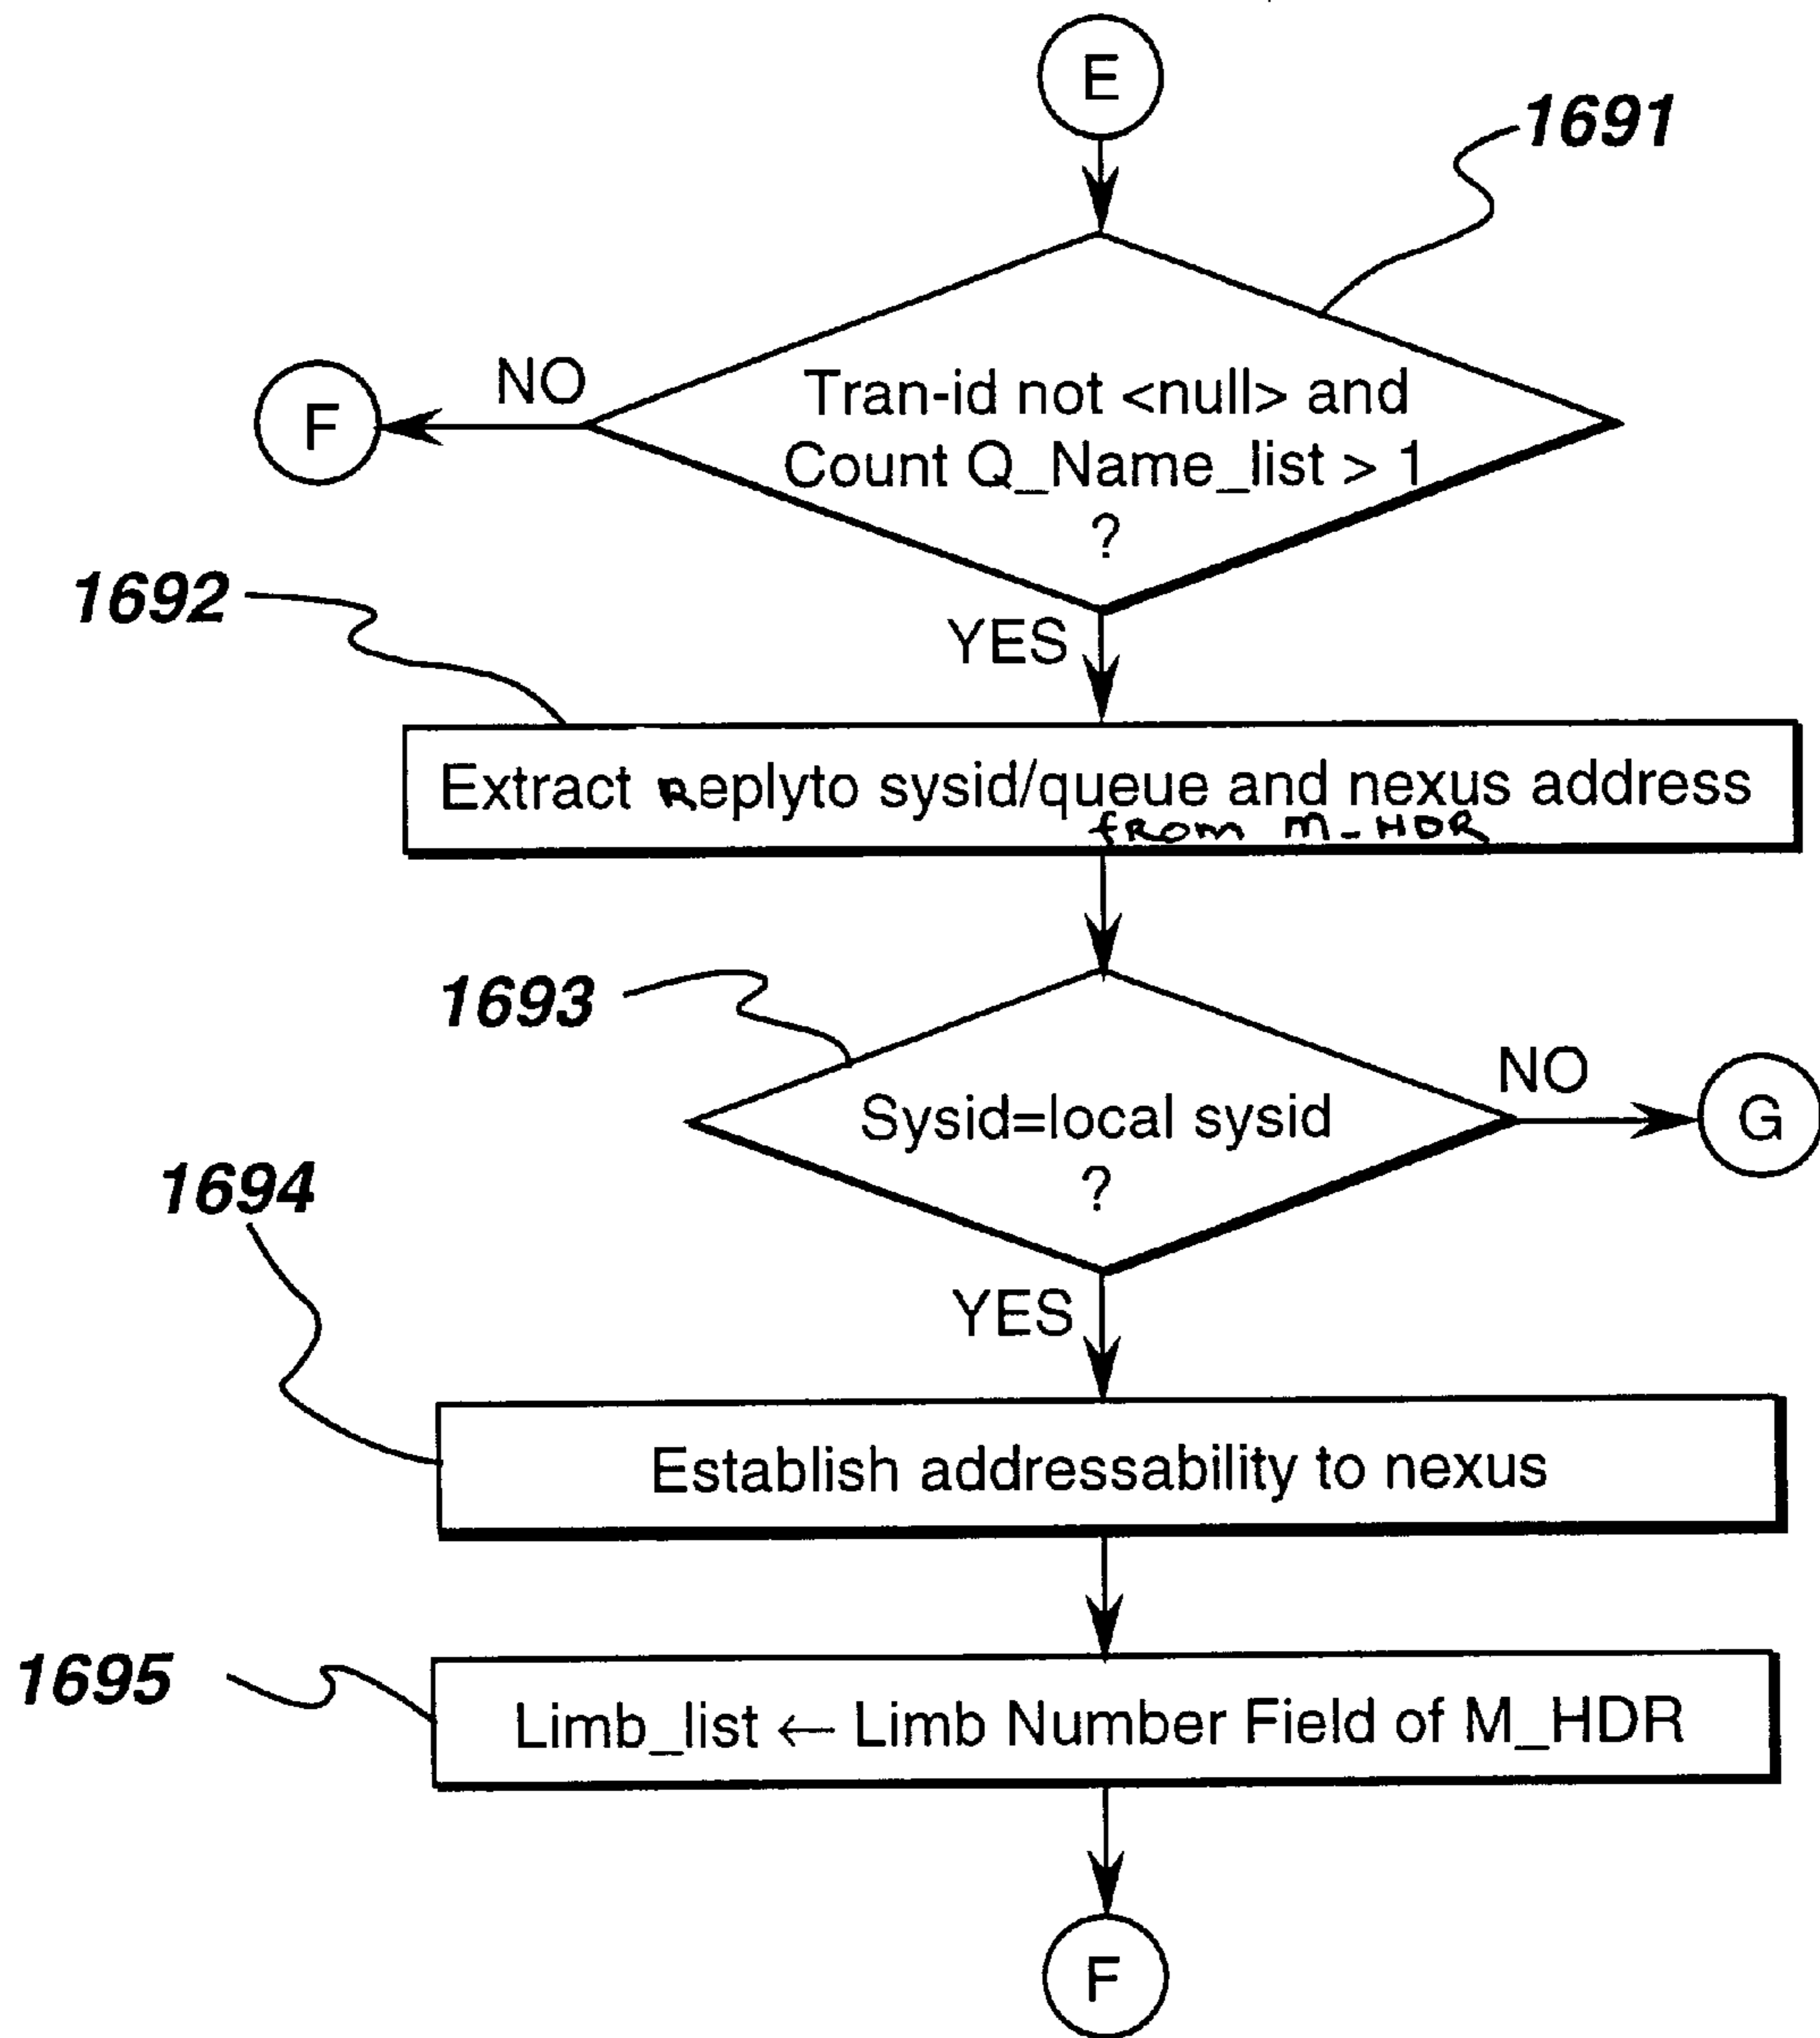 E
1691
NO
F
Tran-id not <null> and
Count Q_Name_list > 1
?
1692
YES
Extract Replyto sysid/queue and nexus address
from M_HDR
1693
NO
Sysid=local sysid
?
G
1694
YES
Establish addressability to nexus
1695
Limb_list ← Limb Number Field of M_HDR
F